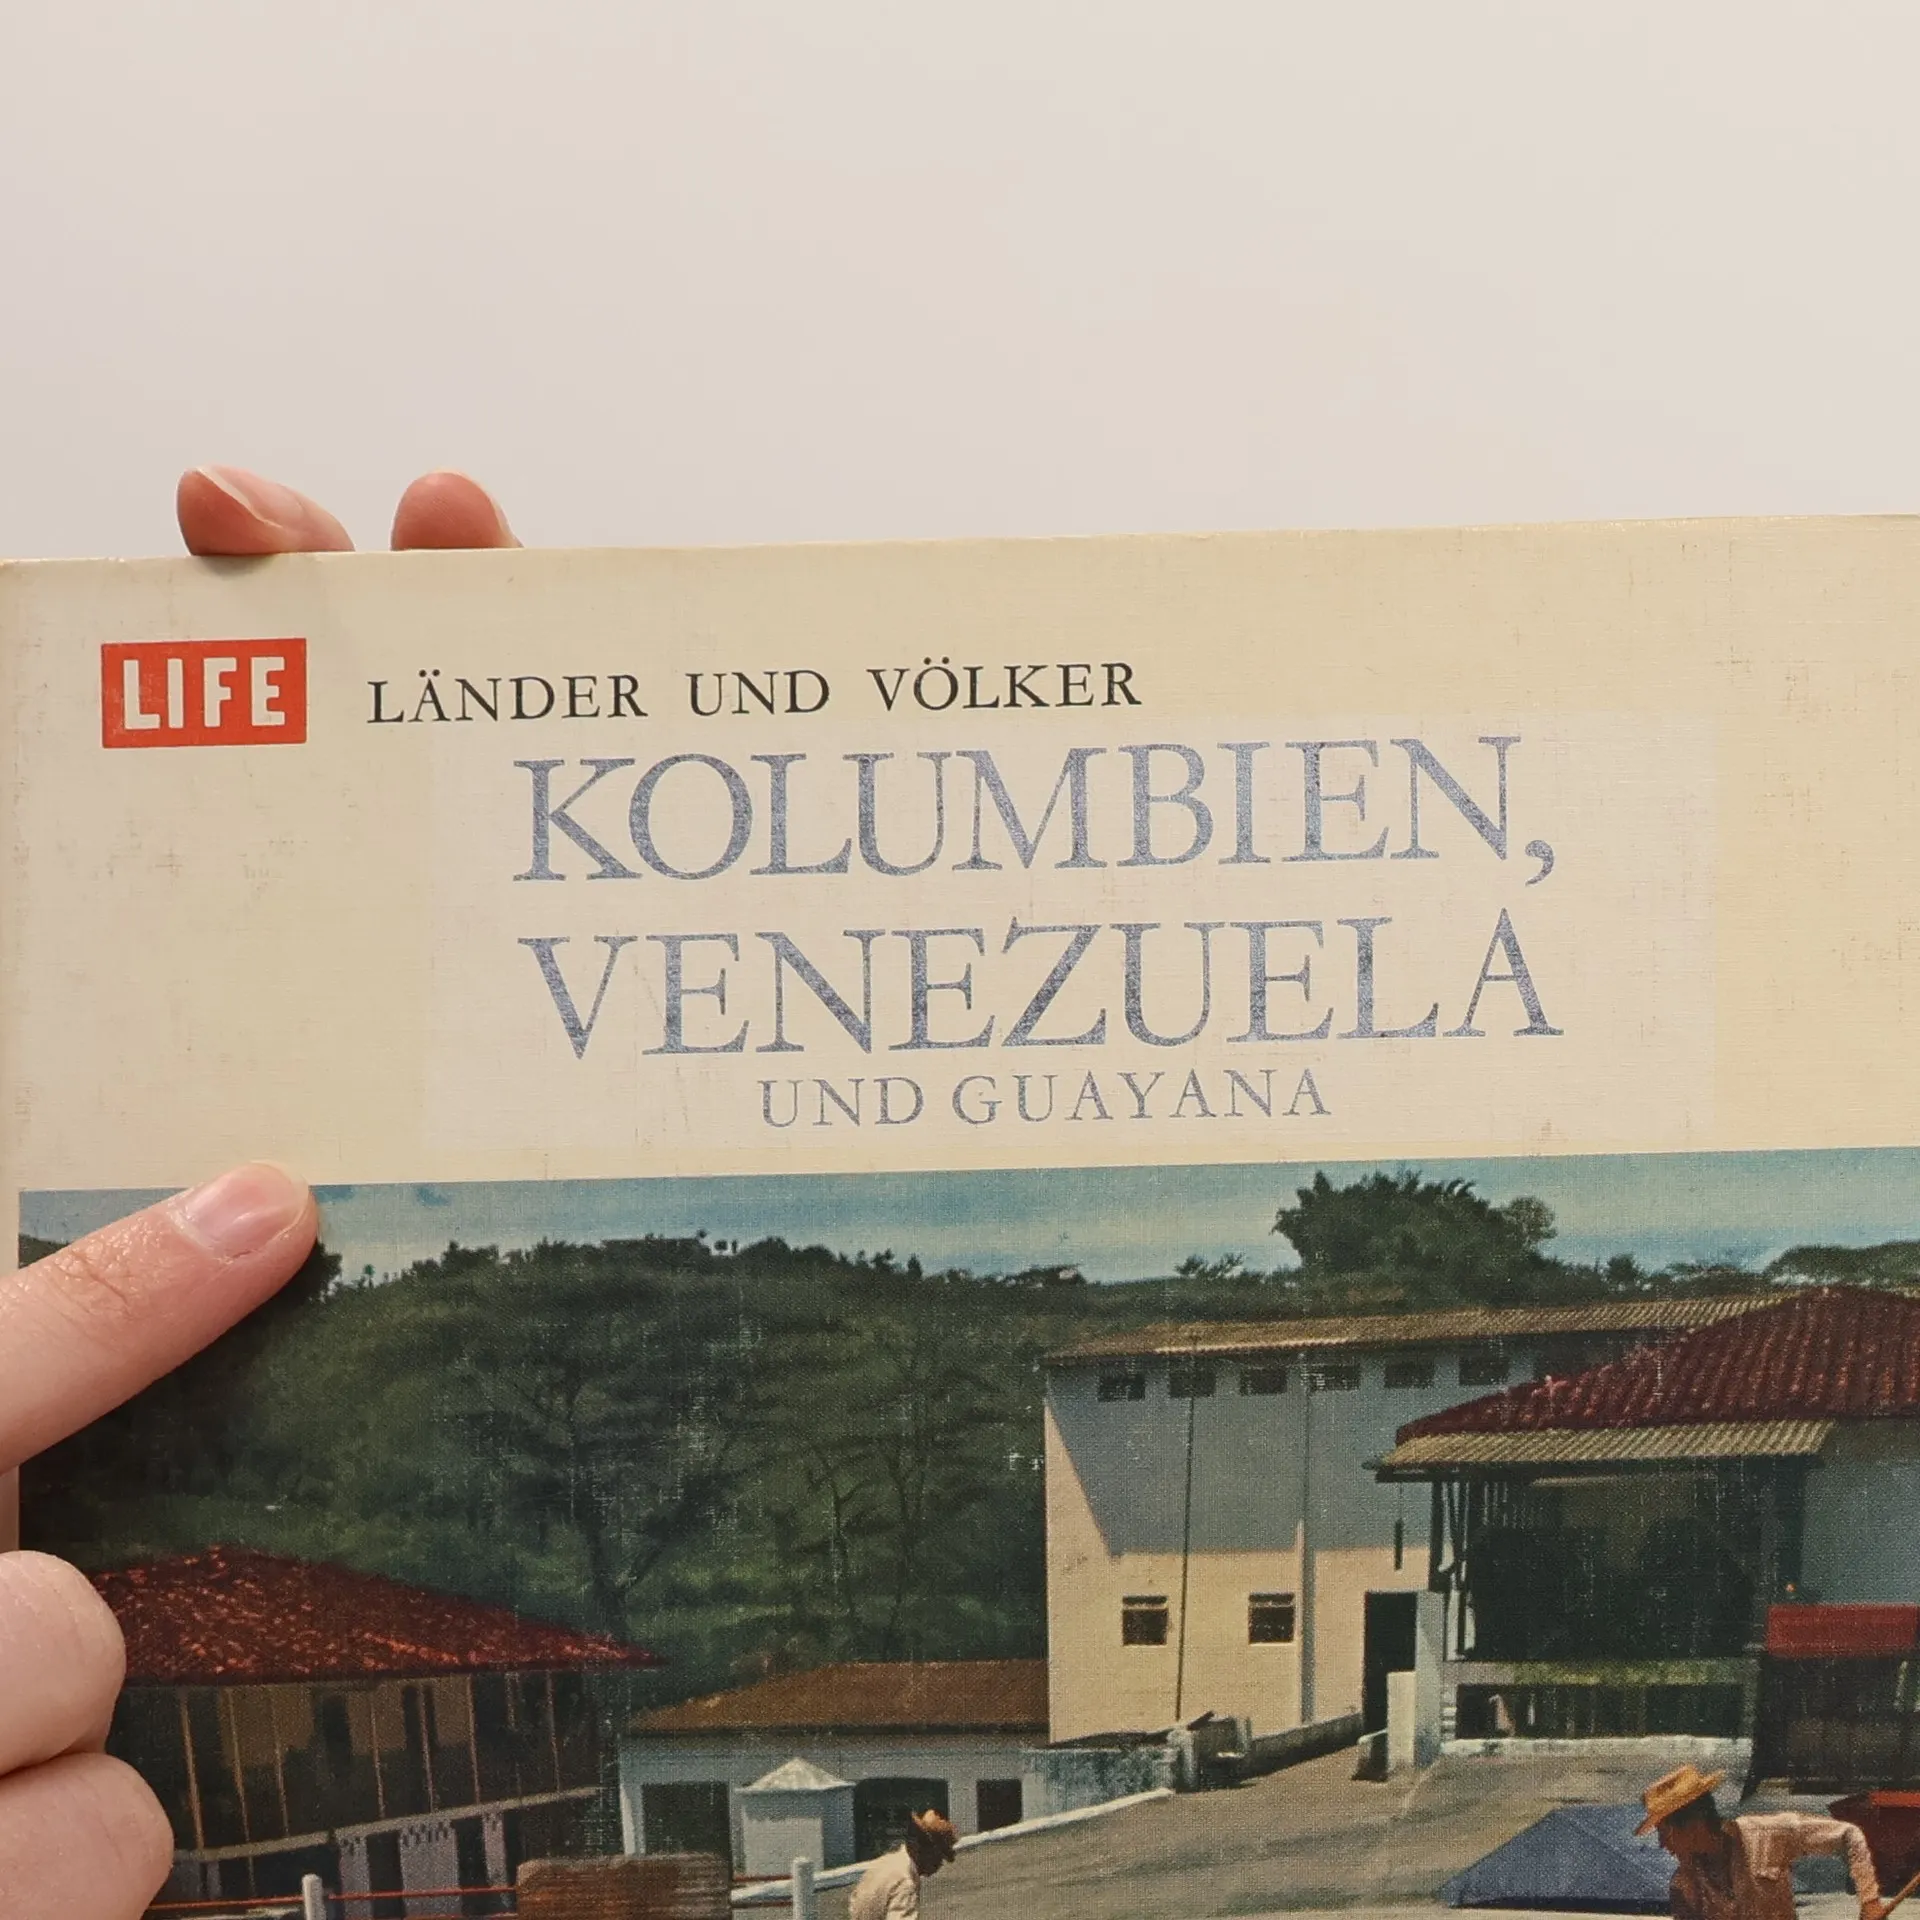 LIFE LÄNDER UND VÖLKER
KOLUMBIEN,
VENEZUELA
UND GUAYANA